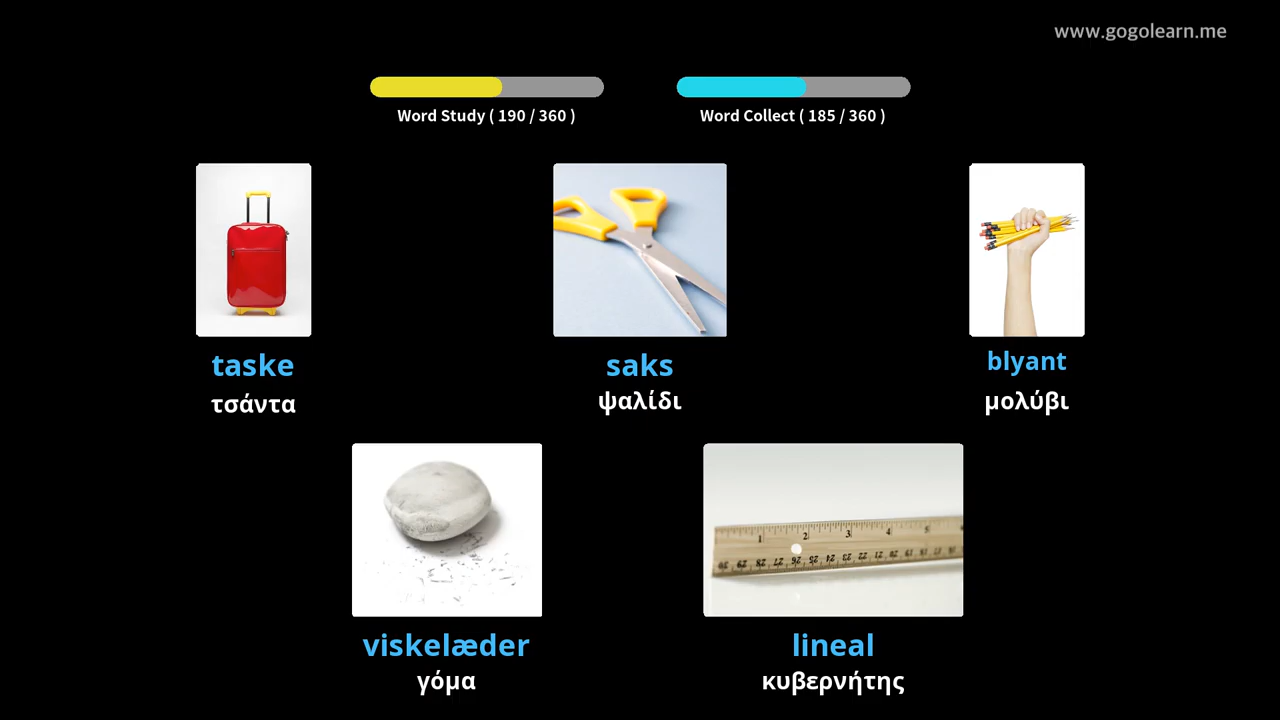 www.gogolearn.me
Word Study ( 190 / 360 )
Word Collect ( 185 / 360 )
taske
τσάντα
saks
ψαλίδι
blyant
μολύβι
viskelæder
γόμα
lineal
κυβερνήτης